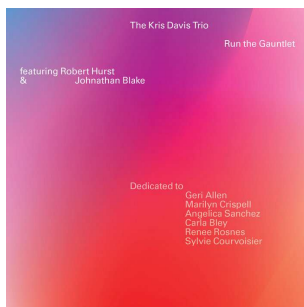 The Kris Davis Trio
Run the Gauntlet
featuring Robert Hurst
& Johnathan Blake
Dedicated to
Geri Allen
Marilyn Crispell
Angelica Sanchez
Carla Bley
Renee Rosnes
Sylvie Courvoisier